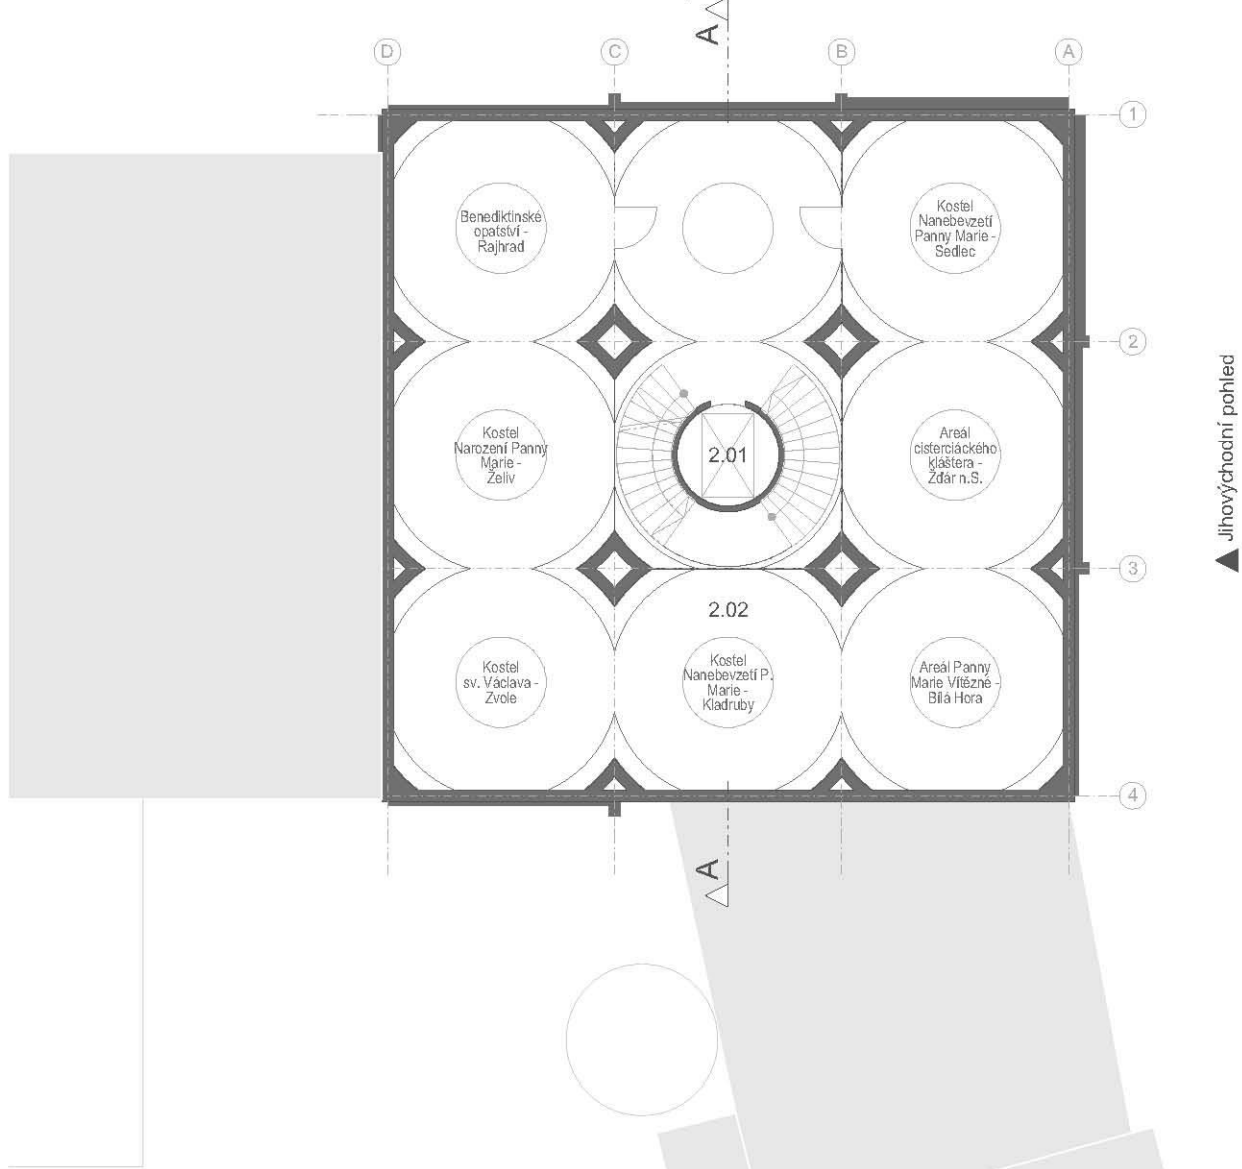 A
D
C
B
A
1
Benediktinské
opatství -
Rajhrad
Kostel
Nanebevzetí
Panny Marie -
Sedlec
2
Kostel
Narození Panny
Marie -
Želiv
2.01
Areál
cisterciáckého
kláštera -
Žďár n.S.
Jihovýchodní pohled
3
2.02
Kostel
sv. Václava -
Zvole
Kostel
Nanebevzetí P.
Marie -
Kladruby
Areál Panny
Marie Vítězné -
Bílá Hora
4
A